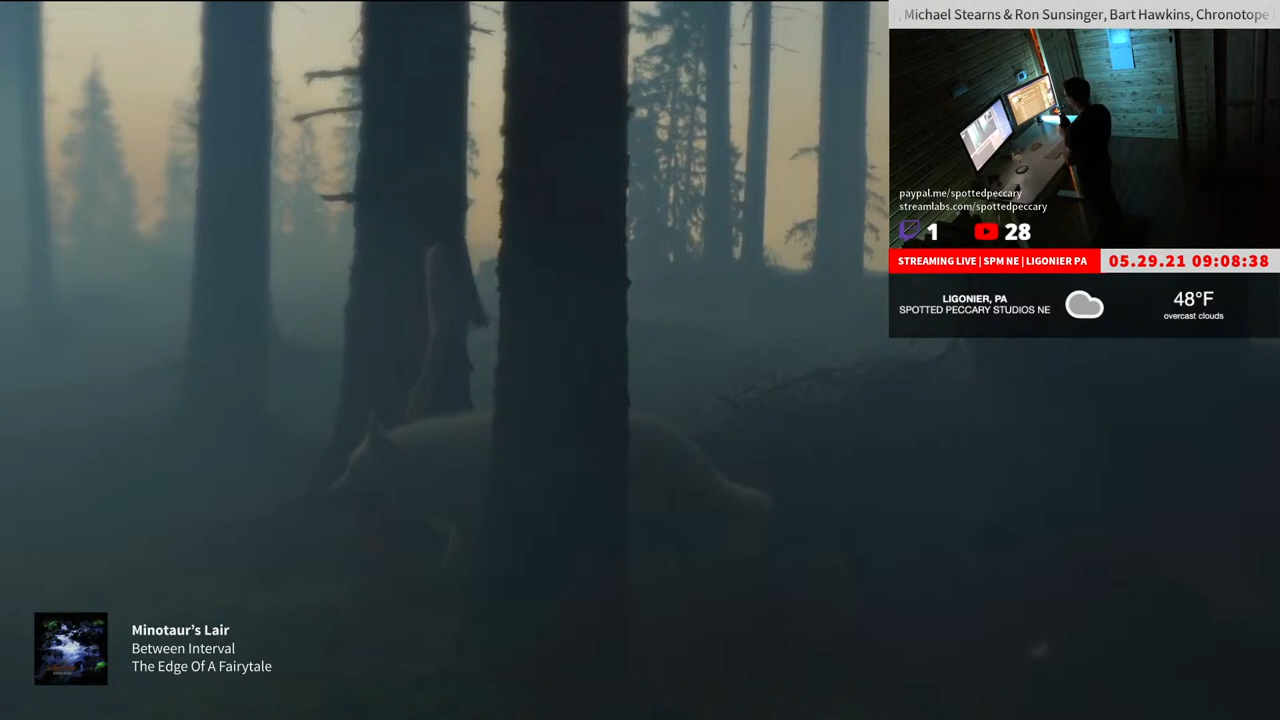 , Michael Stearns & Ron Sunsinger, Bart Hawkins, Chronotope
paypal.me/spottedpeccary
streamlabs.com/spottedpeccary
1 28
STREAMING LIVE | SPM NE | LIGONIER PA 05.29.21 09:08:38
LIGONIER, PA
SPOTTED PECCARY STUDIOS NE
48°F
overcast clouds
Minotaur’s Lair
Between Interval
The Edge Of A Fairytale